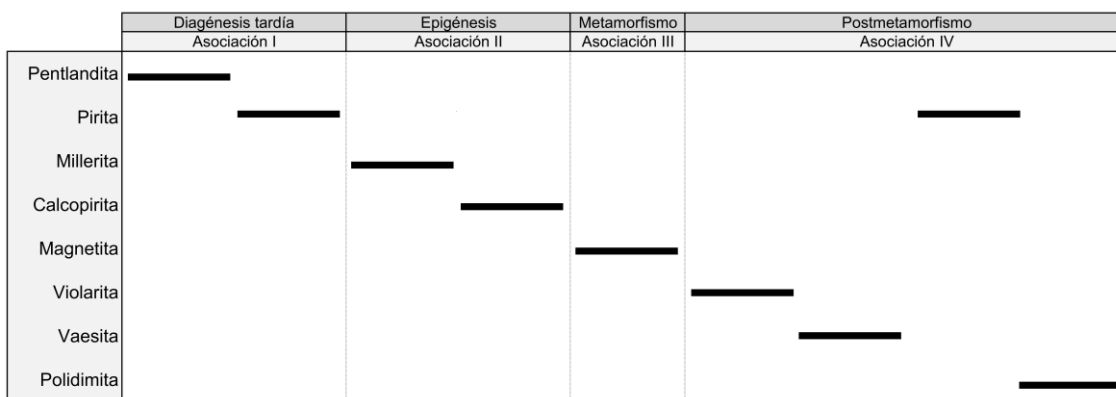 Diagénesis tardía Epigénesis Metamorfismo Postmetamorfismo
Asociación I Asociación II Asociación III Asociación IV
Pentlandita
Pirita
Millerita
Calcopirita
Magnetita
Violarita
Vaesita
Polidimita